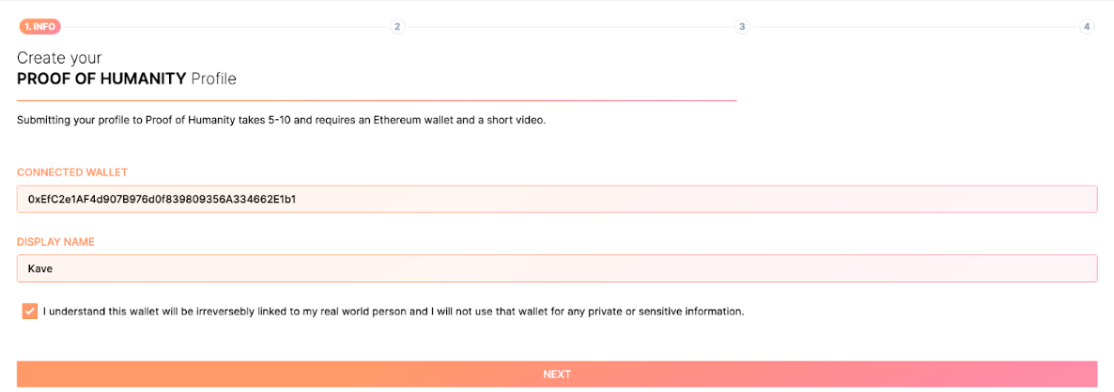 1. INFO 2 3 4
Create your
PROOF OF HUMANITY Profile
Submitting your profile to Proof of Humanity takes 5-10 and requires an Ethereum wallet and a short video.
CONNECTED WALLET
0xEfC2e1AF4d907B976d0f839809356A334662E1b1
DISPLAY NAME
Kave
I understand this wallet will be irreversebly linked to my real world person and I will not use that wallet for any private or sensitive information.
NEXT